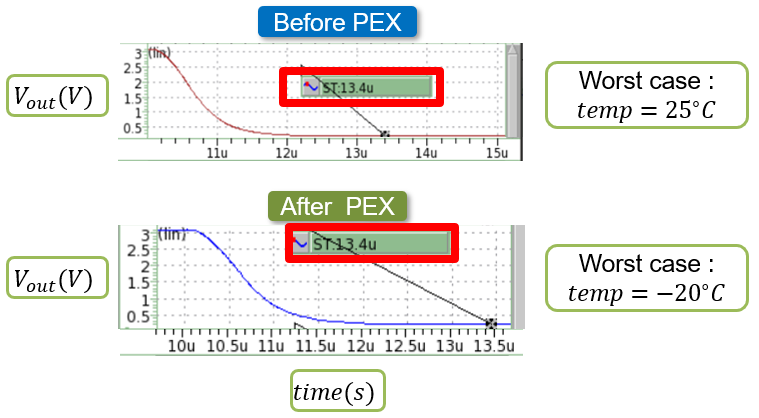 Before PEX
(lin)
3
2.5
2
1.5
1
0.5
ST:13.4u
11u 12u 13u 14u 15u
V_out(V)
Worst case :
temp = 25°C
After PEX
(lin)
3
2.5
2
1.5
1
0.5
ST:13.4u
10u 10.5u 11u 11.5u 12u 12.5u 13u 13.5u
V_out(V)
Worst case :
temp = −20°C
time(s)